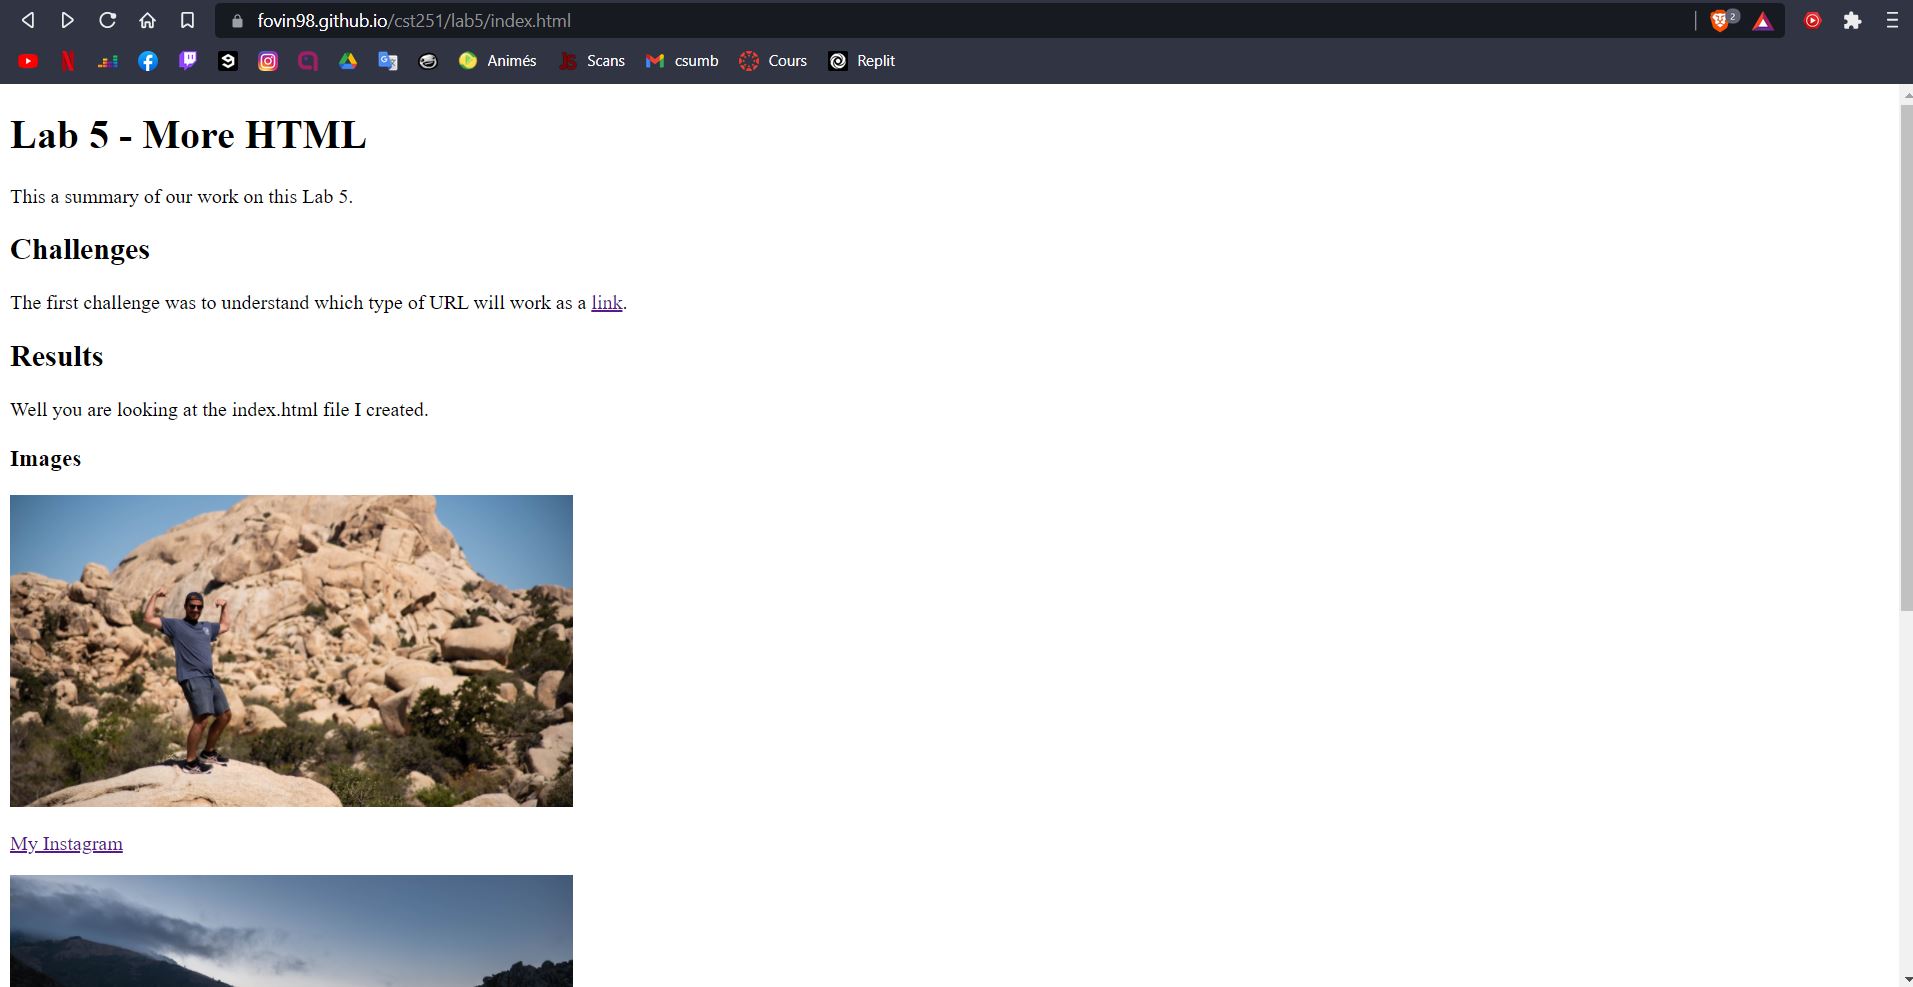 fovin98.github.io/cst251/lab5/index.html
2
Animés Scans csumb Cours Replit
Lab 5 - More HTML
This a summary of our work on this Lab 5.
Challenges
The first challenge was to understand which type of URL will work as a link.
Results
Well you are looking at the index.html file I created.
Images
My Instagram